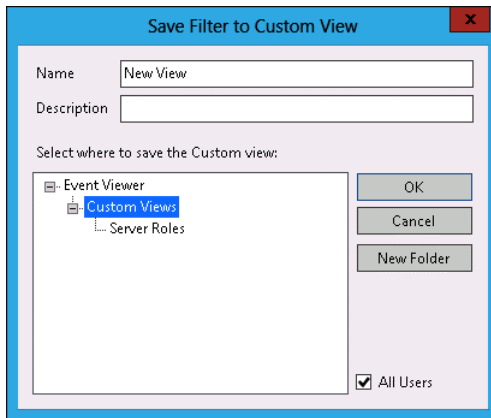 Save Filter to Custom View
x
Name
New View
Description
Select where to save the Custom view:
Event Viewer
Custom Views
Server Roles
OK
Cancel
New Folder
All Users